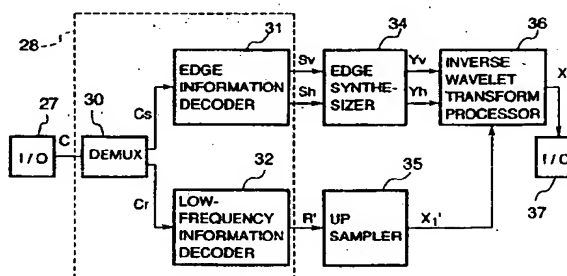 28
31
34
36
EDGE
INFORMATION
DECODER
Sv
Sh
EDGE
SYNTHE-
SIZER
Yv
Yh
INVERSE
WAVELET
TRANSFORM
PROCESSOR
X
27
I/O
C
30
DEMUX
Cs
Cr
I/O
37
32
LOW-
FREQUENCY
INFORMATION
DECODER
R'
35
UP
SAMPLER
X1'